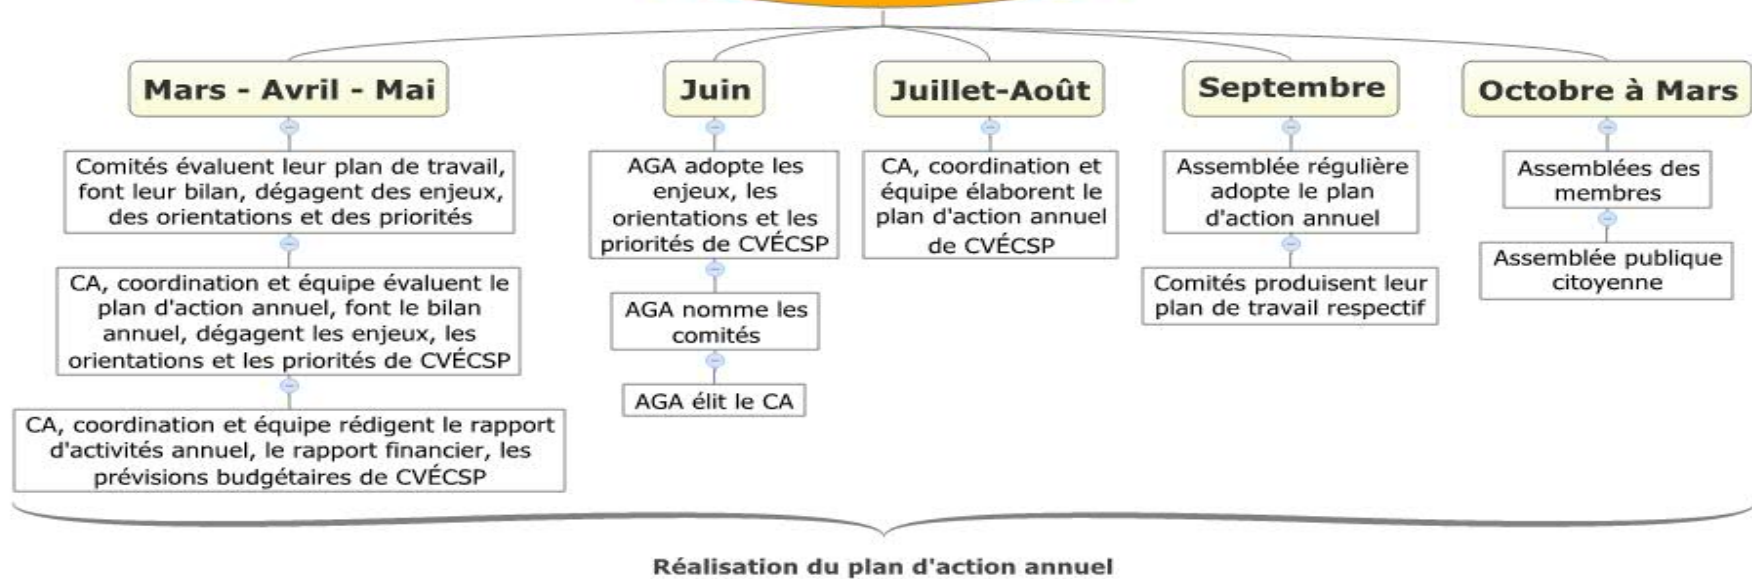 Mars - Avril - Mai
Comités évaluent leur plan de travail,
font leur bilan, dégagent des enjeux,
des orientations et des priorités
CA, coordination et équipe évaluent le
plan d'action annuel, font le bilan
annuel, dégagent les enjeux, les
orientations et les priorités de CVÉCSP
CA, coordination et équipe rédigent le rapport
d'activités annuel, le rapport financier, les
prévisions budgétaires de CVÉCSP
Juin
AGA adopte les
enjeux, les
orientations et les
priorités de CVÉCSP
AGA nomme les
comités
AGA élit le CA
Juillet-Août
CA, coordination et
équipe élaborent le
plan d'action annuel
de CVÉCSP
Septembre
Assemblée régulière
adopte le plan
d'action annuel
Comités produisent leur
plan de travail respectif
Octobre à Mars
Assemblées des
membres
Assemblée publique
citoyenne
Réalisation du plan d'action annuel